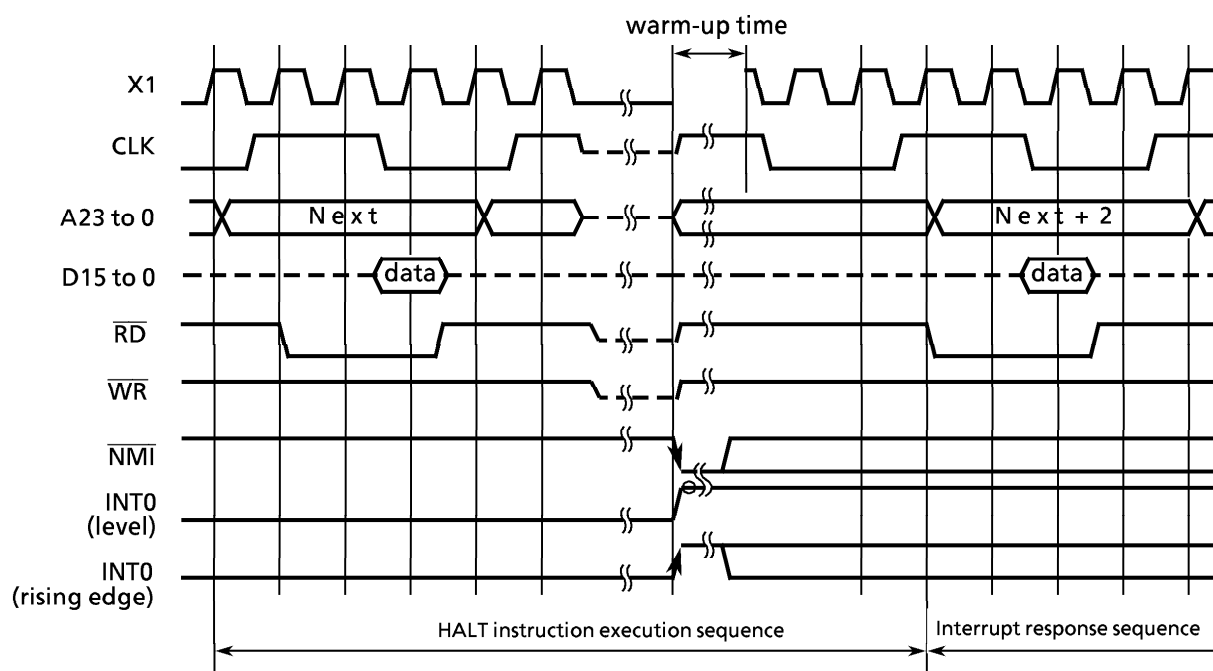 warm-up time
X1
CLK
A23 to 0
Next
Next + 2
D15 to 0
data
data
RD
WR
NMI
INT0
(level)
INT0
(rising edge)
HALT instruction execution sequence
Interrupt response sequence